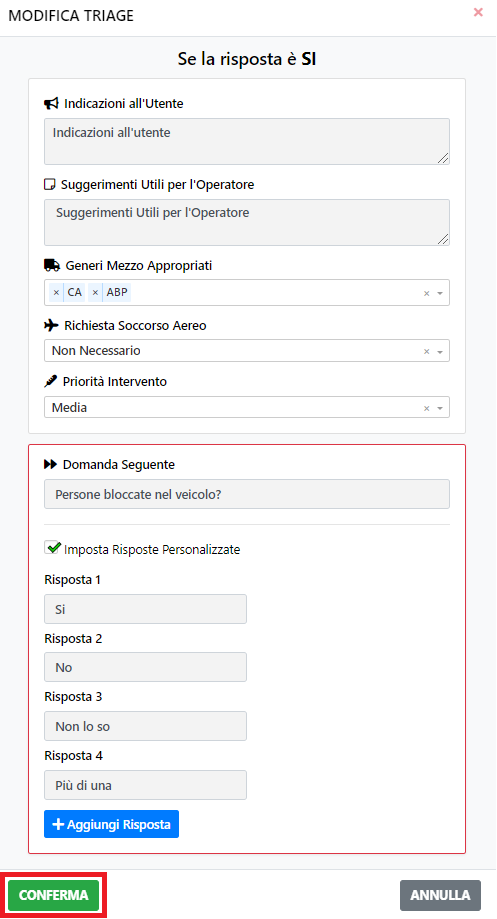 MODIFICA TRIAGE ×
Se la risposta è SI
Indicazioni all'Utente
Indicazioni all'utente
Suggerimenti Utili per l'Operatore
Suggerimenti Utili per l'Operatore
Generi Mezzo Appropriati
× CA × ABP ×
Richiesta Soccorso Aereo
Non Necessario ×
Priorità Intervento
Media ×
Domanda Seguente
Persone bloccate nel veicolo?
Imposta Risposte Personalizzate
Risposta 1
Si
Risposta 2
No
Risposta 3
Non lo so
Risposta 4
Più di una
+ Aggiungi Risposta
CONFERMA ANNULLA